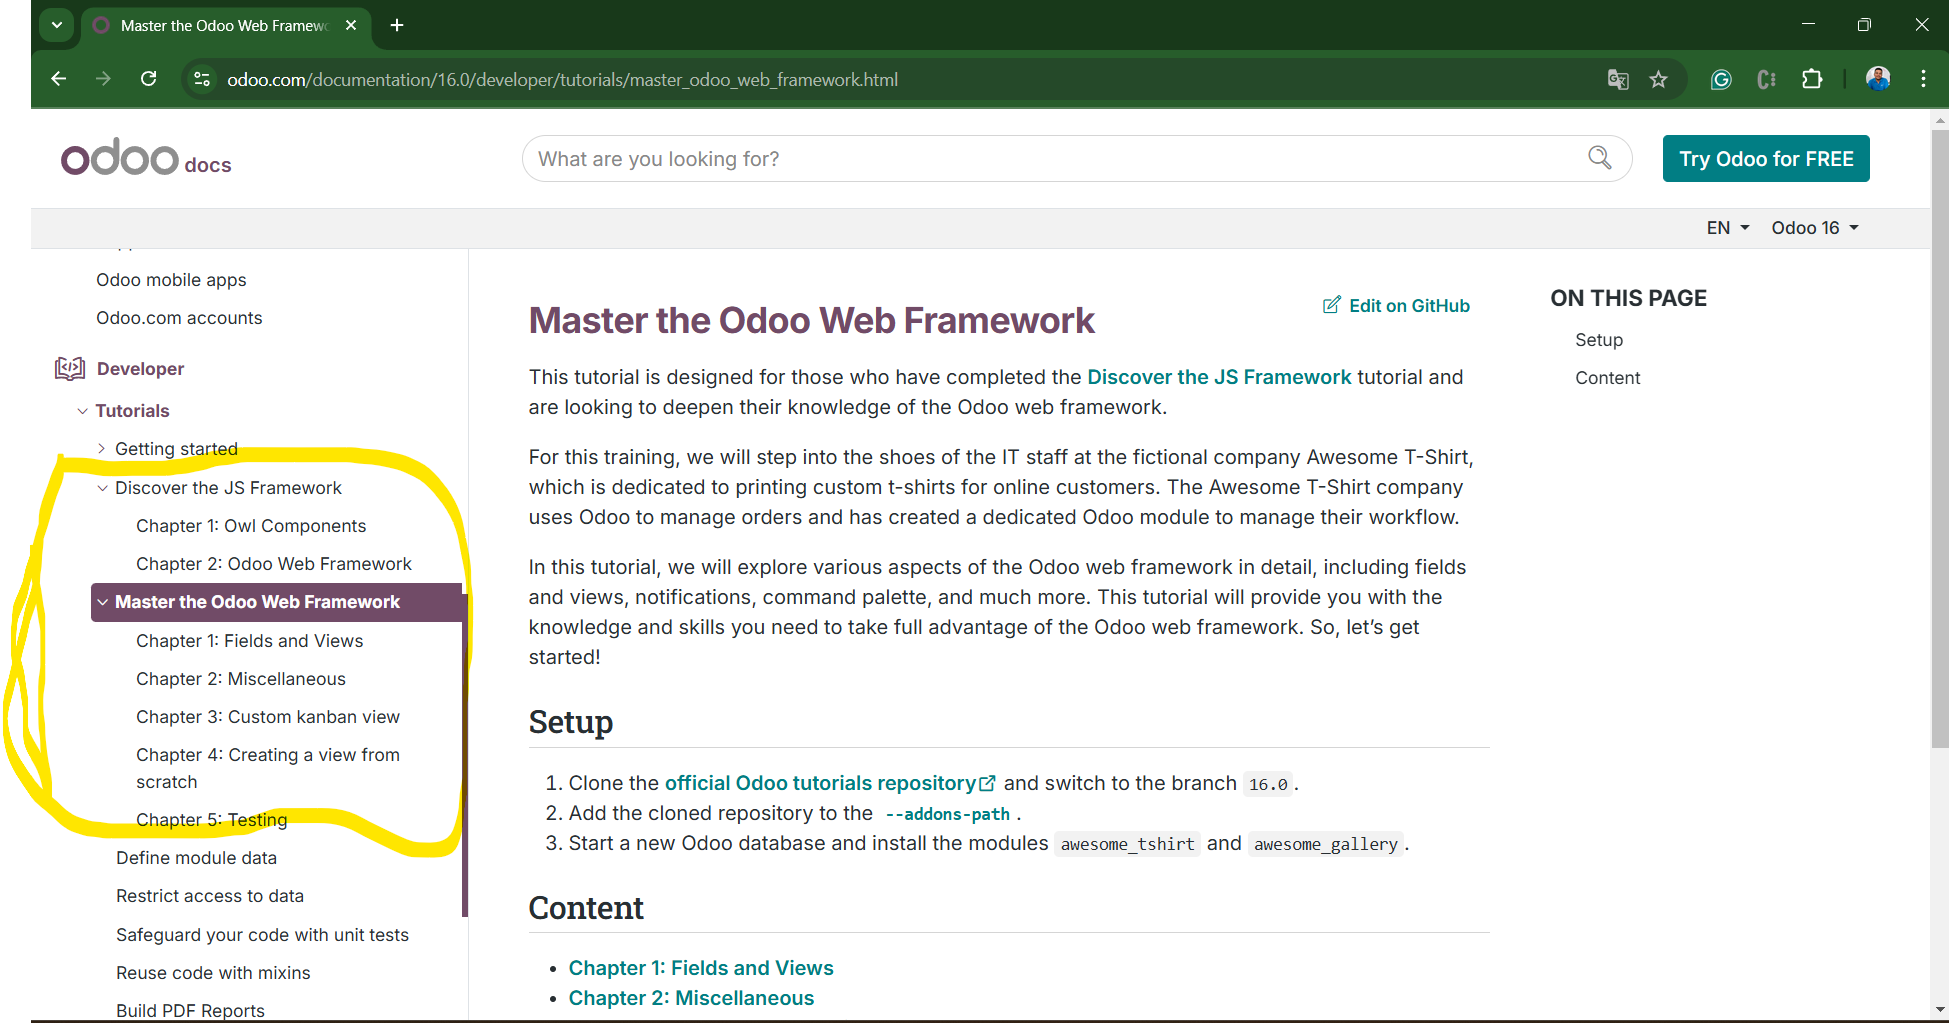 Master the Odoo Web Framewo
odoo.com/documentation/16.0/developer/tutorials/master_odoo_web_framework.html
odoo docs
What are you looking for?
Try Odoo for FREE
EN
Odoo 16
Odoo mobile apps
Odoo.com accounts
Developer
Tutorials
Getting started
Discover the JS Framework
Chapter 1: Owl Components
Chapter 2: Odoo Web Framework
Master the Odoo Web Framework
Chapter 1: Fields and Views
Chapter 2: Miscellaneous
Chapter 3: Custom kanban view
Chapter 4: Creating a view from
scratch
Chapter 5: Testing
Define module data
Restrict access to data
Safeguard your code with unit tests
Reuse code with mixins
Build PDF Reports
Master the Odoo Web Framework
Edit on GitHub
This tutorial is designed for those who have completed the Discover the JS Framework tutorial and
are looking to deepen their knowledge of the Odoo web framework.
For this training, we will step into the shoes of the IT staff at the fictional company Awesome T-Shirt,
which is dedicated to printing custom t-shirts for online customers. The Awesome T-Shirt company
uses Odoo to manage orders and has created a dedicated Odoo module to manage their workflow.
In this tutorial, we will explore various aspects of the Odoo web framework in detail, including fields
and views, notifications, command palette, and much more. This tutorial will provide you with the
knowledge and skills you need to take full advantage of the Odoo web framework. So, let's get
started!
Setup
1. Clone the official Odoo tutorials repository and switch to the branch 16.0.
2. Add the cloned repository to the --addons-path.
3. Start a new Odoo database and install the modules awesome_tshirt and awesome_gallery.
Content
• Chapter 1: Fields and Views
• Chapter 2: Miscellaneous
ON THIS PAGE
Setup
Content